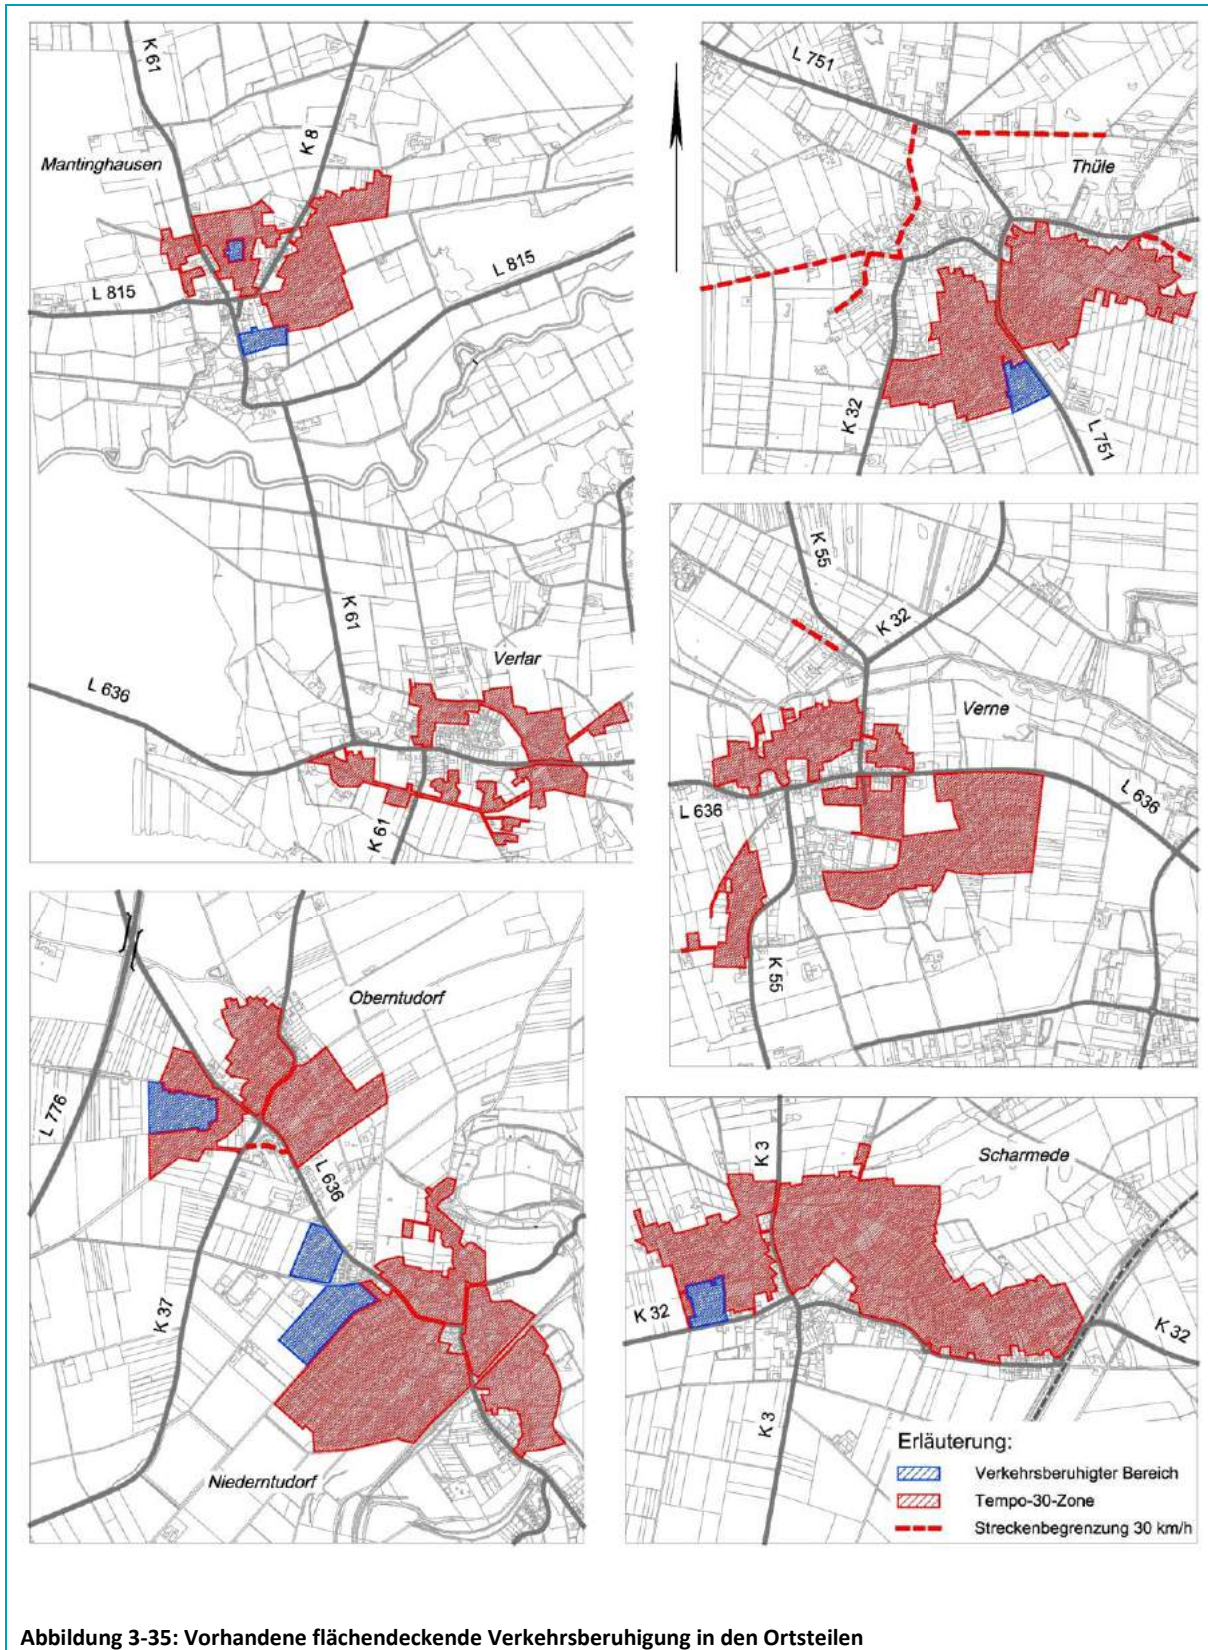 K 61
K 8
Mantinghausen
L 815
L 815
K 61
Verlar
L 636
K 61
L 751
Thüle
K 32
L 751
K 55
K 32
Verne
L 636
L 636
K 55
Oberntudorf
L 776
L 636
K 37
Niederntudorf
K 3
Scharmede
K 32
K 32
K 3
Erläuterung:
Verkehrsberuhigter Bereich
Tempo-30-Zone
Streckenbegrenzung 30 km/h
Abbildung 3-35: Vorhandene flächendeckende Verkehrsberuhigung in den Ortsteilen